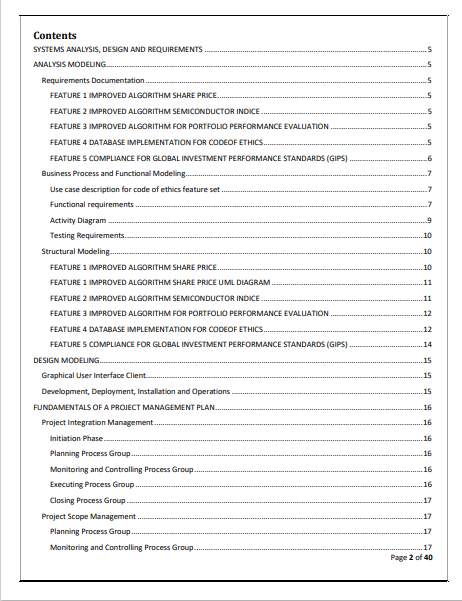 Contents
SYSTEMS ANALYSIS, DESIGN AND REQUIREMENTS ..... 5
ANALYSIS MODELING..... 5
Requirements Documentation ..... 5
FEATURE 1 IMPROVED ALGORITHM SHARE PRICE..... 5
FEATURE 2 IMPROVED ALGORITHM SEMICONDUCTOR INDICE ..... 5
FEATURE 3 IMPROVED ALGORITHM FOR PORTFOLIO PERFORMANCE EVALUATION ..... 5
FEATURE 4 DATABASE IMPLEMENTATION FOR CODEOF ETHICS..... 5
FEATURE 5 COMPLIANCE FOR GLOBAL INVESTMENT PERFORMANCE STANDARDS (GIPS) ..... 6
Business Process and Functional Modeling..... 7
Use case description for code of ethics feature set ..... 7
Functional requirements ..... 7
Activity Diagram ..... 9
Testing Requirements..... 10
Structural Modeling..... 10
FEATURE 1 IMPROVED ALGORITHM SHARE PRICE..... 10
FEATURE 1 IMPROVED ALGORITHM SHARE PRICE UML DIAGRAM ..... 11
FEATURE 2 IMPROVED ALGORITHM SEMICONDUCTOR INDICE ..... 11
FEATURE 3 IMPROVED ALGORITHM FOR PORTFOLIO PERFORMANCE EVALUATION ..... 12
FEATURE 4 DATABASE IMPLEMENTATION FOR CODEOF ETHICS..... 12
FEATURE 5 COMPLIANCE FOR GLOBAL INVESTMENT PERFORMANCE STANDARDS (GIPS) ..... 14
DESIGN MODELING..... 15
Graphical User Interface Client..... 15
Development, Deployment, Installation and Operations ..... 15
FUNDAMENTALS OF A PROJECT MANAGEMENT PLAN..... 16
Project Integration Management ..... 16
Initiation Phase..... 16
Planning Process Group..... 16
Monitoring and Controlling Process Group..... 16
Executing Process Group ..... 16
Closing Process Group ..... 17
Project Scope Management ..... 17
Planning Process Group..... 17
Monitoring and Controlling Process Group..... 17
Page 2 of 40